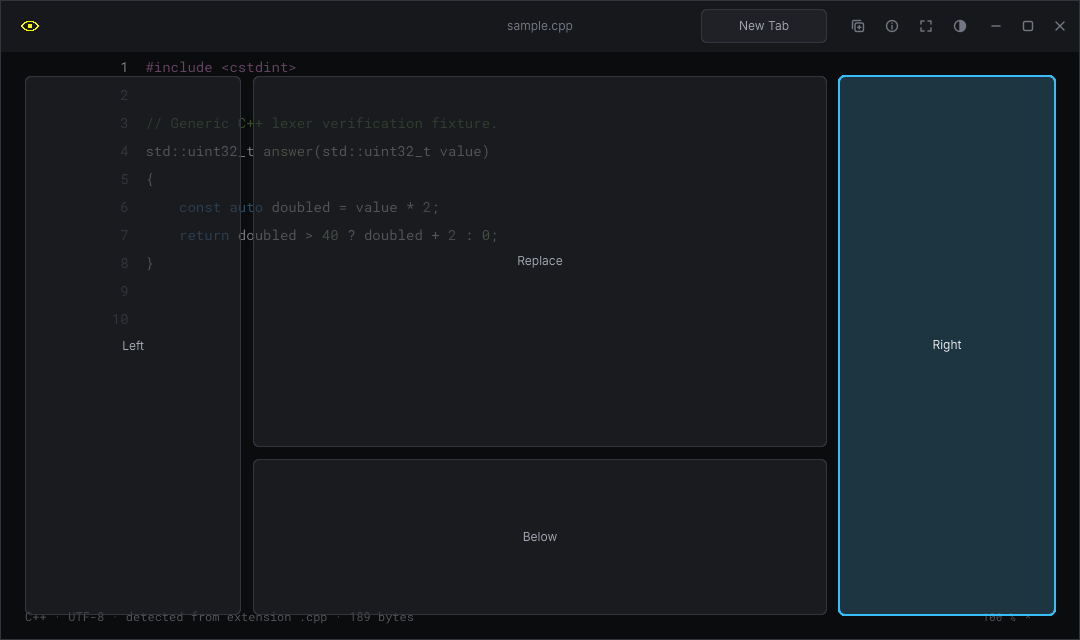 sample.cpp
New Tab
1 #include <cstdint>
2
3 // Generic C++ lexer verification fixture.
4 std::uint32_t answer(std::uint32_t value)
5 {
6 const auto doubled = value * 2;
7 return doubled > 40 ? doubled + 2 : 0;
8 }
9
10
Replace
Left
Right
Below
C++ · UTF-8 · detected from extension .cpp · 189 bytes
100 %